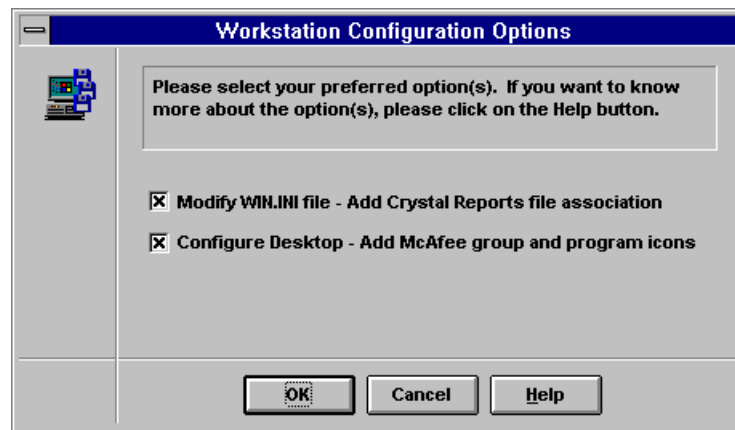 Workstation Configuration Options
Please select your preferred option(s). If you want to know
more about the option(s), please click on the Help button.
Modify WIN.INI file - Add Crystal Reports file association
Configure Desktop - Add McAfee group and program icons
OK Cancel Help